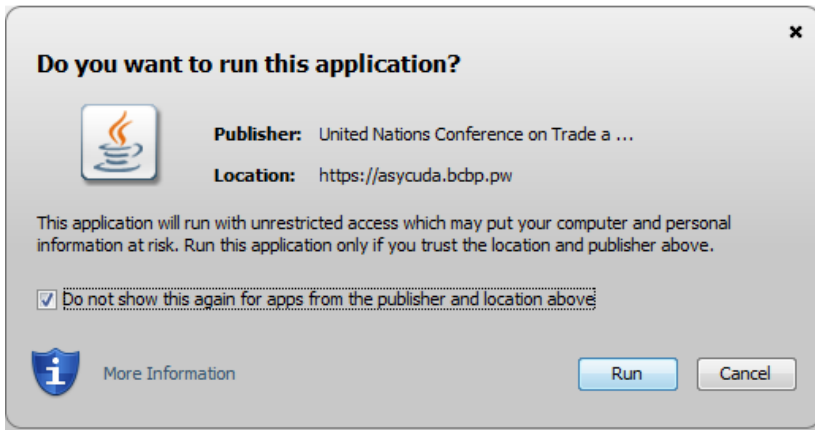 Do you want to run this application?
Publisher: United Nations Conference on Trade a ...
Location: https://asycuda.bcbp.pw
This application will run with unrestricted access which may put your computer and personal
information at risk. Run this application only if you trust the location and publisher above.
Do not show this again for apps from the publisher and location above
More Information
Run
Cancel